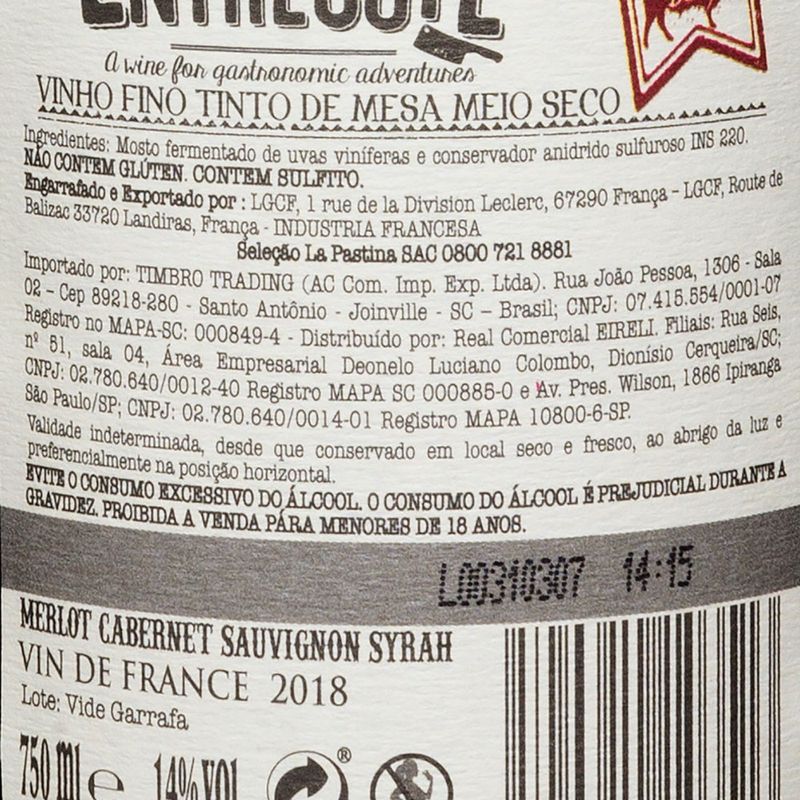 ENTRECÔTE
A wine for gastronomic adventures
VINHO FINO TINTO DE MESA MEIO SECO
Ingredientes: Mosto fermentado de uvas viníferas e conservador anidrido sulfuroso INS 220.
NÃO CONTEM GLÚTEN. CONTEM SULFITO.
Engarrafado e Exportado por : LGCF, 1 rue de la Division Leclerc, 67290 França - LGCF, Route de
Balizac 33720 Landiras, França - INDUSTRIA FRANCESA
Seleção La Pastina SAC 0800 721 8881
Importado por: TIMBRO TRADING (AC Com. Imp. Exp. Ltda). Rua João Pessoa, 1306 - Sala
02 - Cep 89218-280 - Santo Antônio - Joinville - SC - Brasil; CNPJ: 07.415.554/0001-07
Registro no MAPA-SC: 000849-4 - Distribuído por: Real Comercial EIRELI. Filiais: Rua Seis,
nº 51, sala 04, Área Empresarial Deonelo Luciano Colombo, Dionísio Cerqueira/SC;
CNPJ: 02.780.640/0012-40 Registro MAPA SC 000885-0 e Av. Pres. Wilson, 1866 Ipiranga
São Paulo/SP; CNPJ: 02.780.640/0014-01 Registro MAPA 10800-6-SP.
Validade indeterminada, desde que conservado em local seco e fresco, ao abrigo da luz e
preferencialmente na posição horizontal.
EVITE O CONSUMO EXCESSIVO DO ÁLCOOL. O CONSUMO DO ÁLCOOL É PREJUDICIAL DURANTE A
GRAVIDEZ. PROIBIDA A VENDA PÁRA MENORES DE 18 ANOS.
L00310307 14:15
MERLOT CABERNET SAUVIGNON SYRAH
VIN DE FRANCE 2018
Lote: Vide Garrafa
750 ml e 14% vol ®